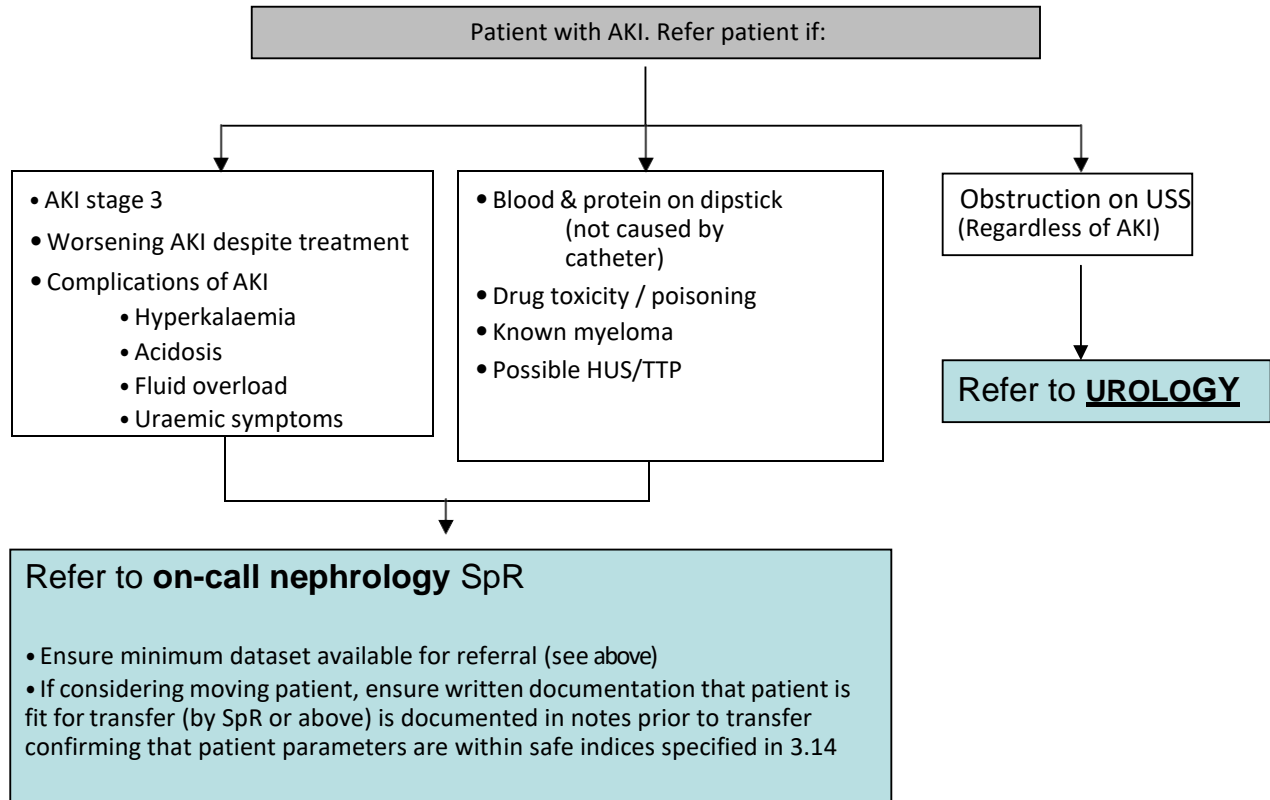 Patient with AKI. Refer patient if:
• AKI stage 3
• Worsening AKI despite treatment
• Complications of AKI
• Hyperkalaemia
• Acidosis
• Fluid overload
• Uraemic symptoms
• Blood & protein on dipstick
(not caused by
catheter)
• Drug toxicity / poisoning
• Known myeloma
• Possible HUS/TTP
Obstruction on USS
(Regardless of AKI)
Refer to UROLOGY
Refer to on-call nephrology SpR
• Ensure minimum dataset available for referral (see above)
• If considering moving patient, ensure written documentation that patient is
fit for transfer (by SpR or above) is documented in notes prior to transfer
confirming that patient parameters are within safe indices specified in 3.14